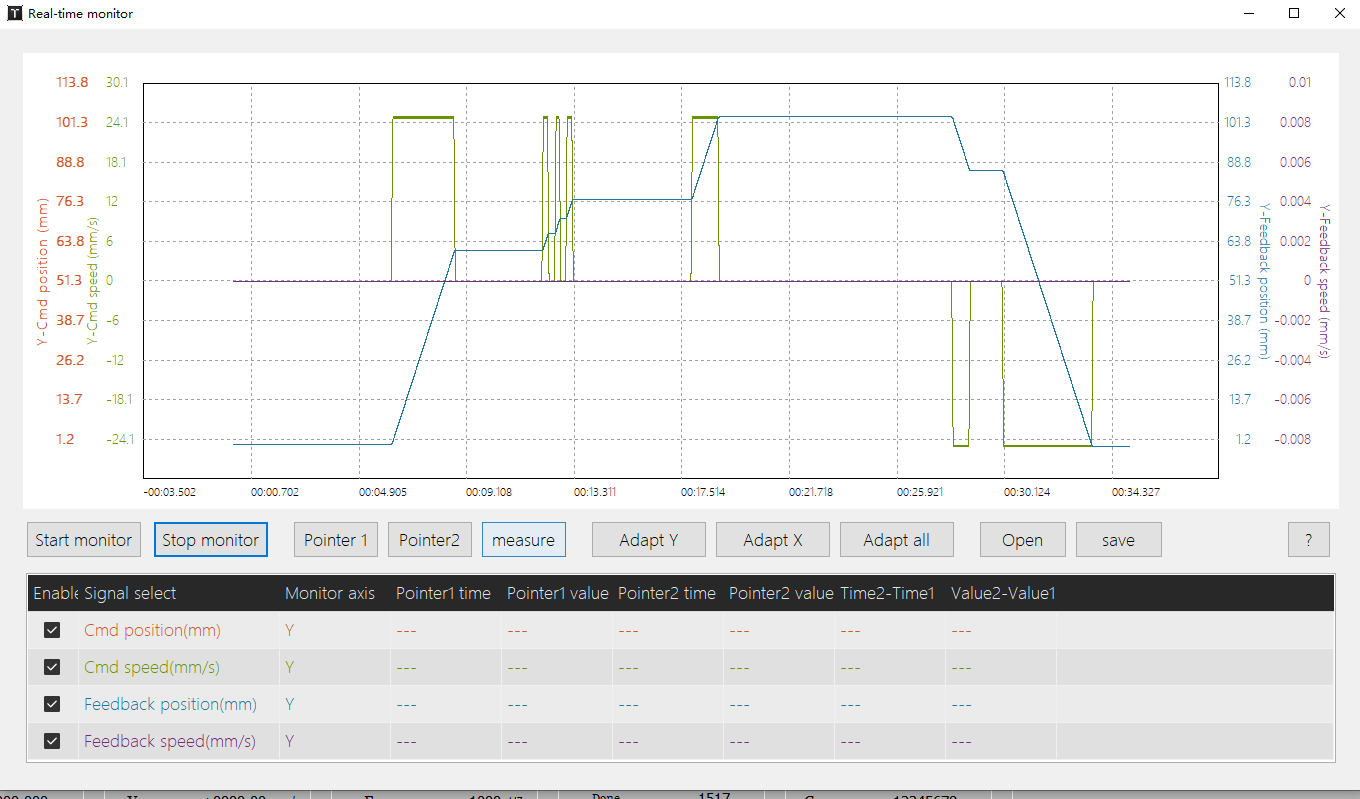 Real-time monitor
113.8 30.1 113.8 0.01
101.3 24.1 101.3 0.008
88.8 18.1 88.8 0.006
76.3 12 76.3 0.004
63.8 6 63.8 0.002
51.3 0 51.3 0
38.7 -6 38.7 -0.002
26.2 -12 26.2 -0.004
13.7 -18.1 13.7 -0.006
1.2 -24.1 1.2 -0.008
Y-Cmd position (mm)
Y-Cmd speed (mm/s)
Y-Feedback position (mm)
Y-Feedback speed (mm/s)
-00:03.502 00:00.702 00:04.905 00:09.108 00:13.311 00:17.514 00:21.718 00:25.921 00:30.124 00:34.327
Start monitor Stop monitor Pointer 1 Pointer2 measure Adapt Y Adapt X Adapt all Open save ?
Enable Signal select Monitor axis Pointer1 time Pointer1 value Pointer2 time Pointer2 value Time2-Time1 Value2-Value1
Cmd position(mm) Y --- --- --- --- --- ---
Cmd speed(mm/s) Y --- --- --- --- --- ---
Feedback position(mm) Y --- --- --- --- --- ---
Feedback speed(mm/s) Y --- --- --- --- --- ---